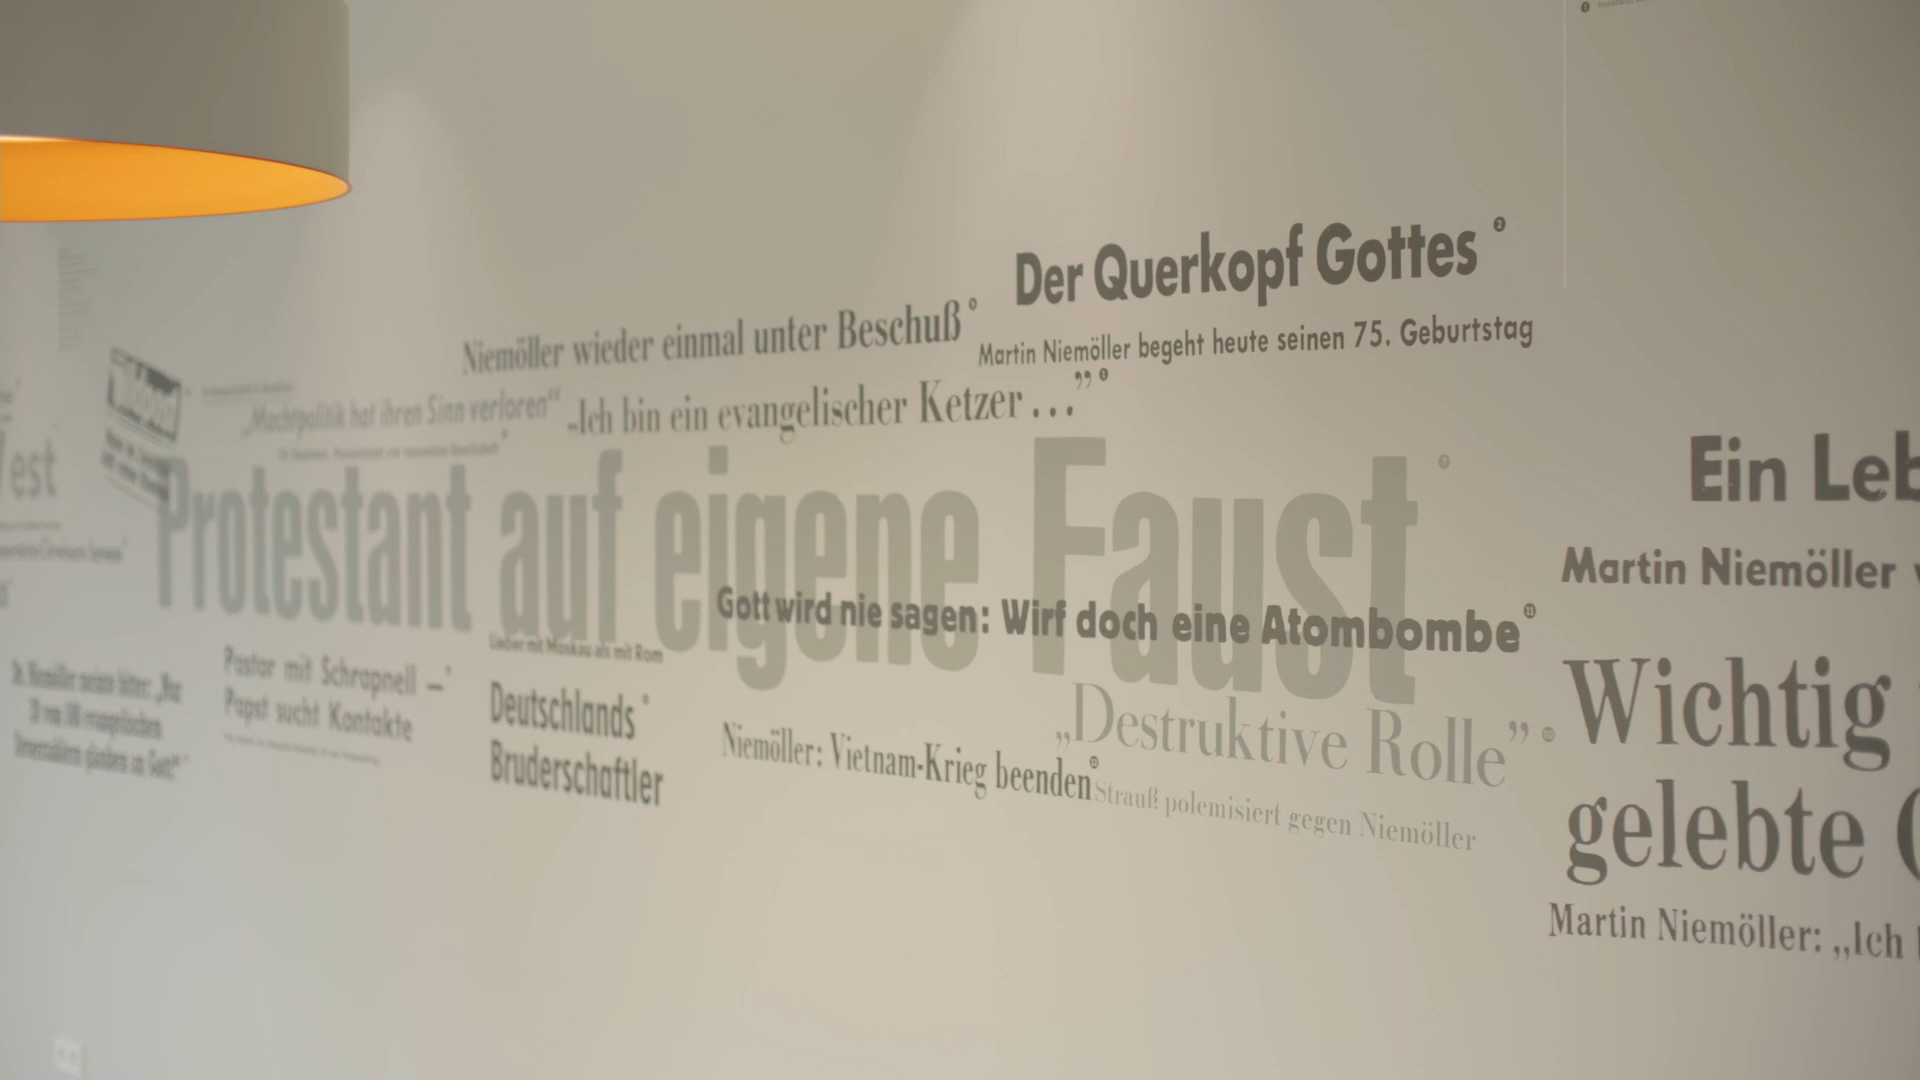 Der Querkopf Gottes
Martin Niemöller begeht heute seinen 75. Geburtstag
Niemöller wieder einmal unter Beschuß
„Machtpolitik hat ihren Sinn verloren“
„Ich bin ein evangelischer Ketzer ...”
est
Protestant auf eigene Faust
Gott wird nie sagen: Wirf doch eine Atombombe
Lieber mit Moskau als mit Rom
Pastor mit Schrapnell –
Papst sucht Kontakte
Deutschlands
Bruderschaftler
Niemöller: Vietnam-Krieg beenden
„Destruktive Rolle”
Strauß polemisiert gegen Niemöller
Ein Leb
Martin Niemöller
Wichtig
gelebte
Martin Niemöller: „Ich